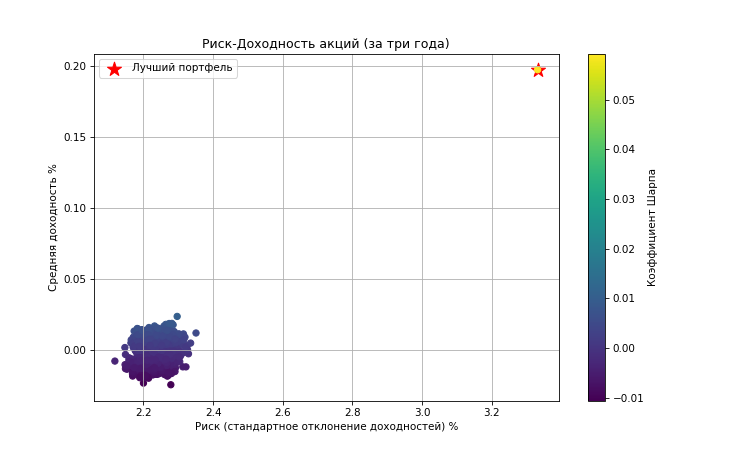 Риск-Доходность акций (за три года)
Лучший портфель
Средняя доходность %
0.20
0.15
0.10
0.05
0.00
2.2 2.4 2.6 2.8 3.0 3.2
Риск (стандартное отклонение доходностей) %
0.05
0.04
0.03
0.02
0.01
0.00
−0.01
Коэффициент Шарпа